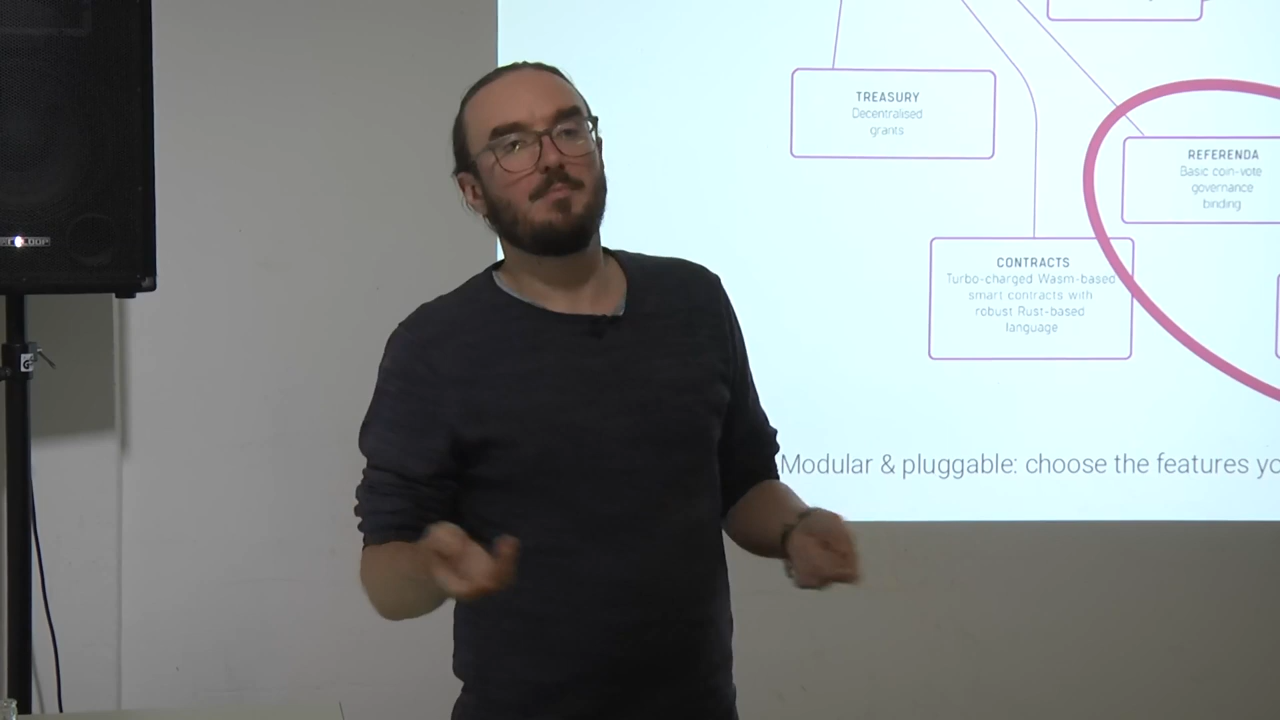 TREASURY
Decentralised
grants
REFERENDA
Basic coin-vote
governance
binding
CONTRACTS
Turbo-charged Wasm-based
smart contracts with
robust Rust-based
language
Modular & pluggable: choose the features yo